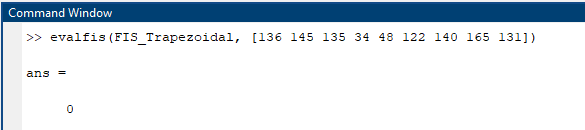 Command Window
>> evalfis(FIS_Trapezoidal, [136 145 135 34 48 122 140 165 131])
ans =
0